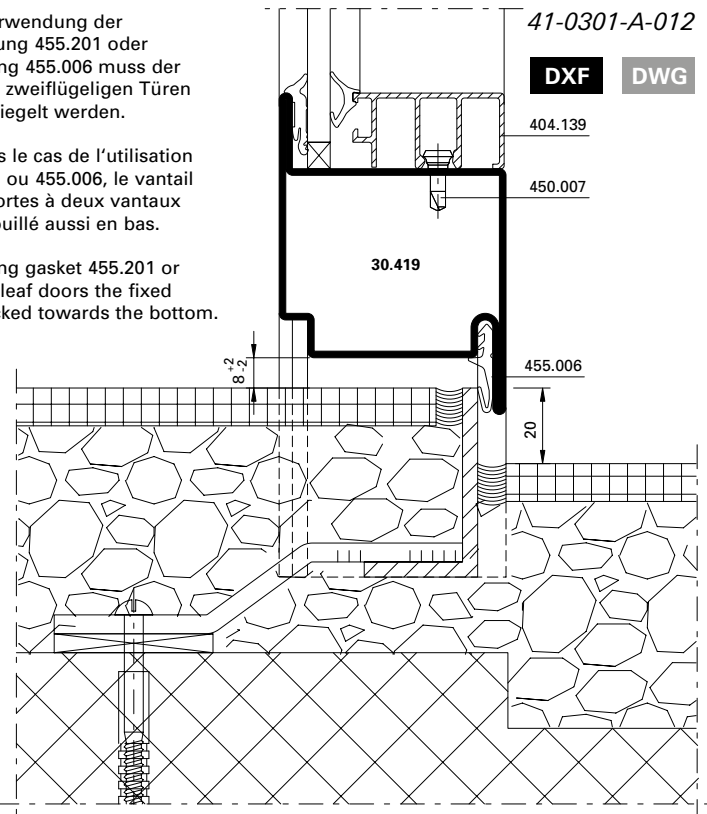 rwendung der
ung 455.201 oder
ng 455.006 muss der
zweiflügeligen Türen
iegelt werden.
s le cas de l'utilisation
ou 455.006, le vantail
ortes à deux vantaux
ouillé aussi en bas.
ng gasket 455.201 or
leaf doors the fixed
cked towards the bottom.
41-0301-A-012
DXF DWG
404.139
450.007
30.419
455.006
8 +2 -2
20